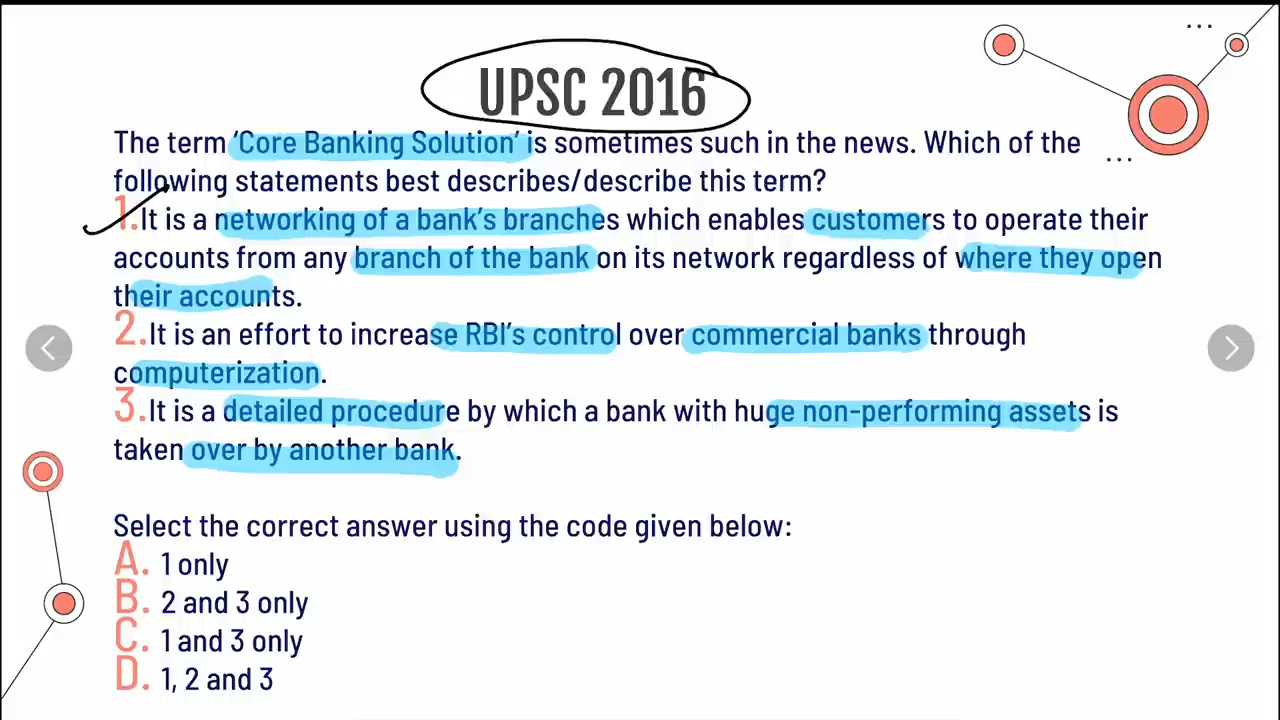 UPSC 2016
The term ‘Core Banking Solution’ is sometimes such in the news. Which of the
following statements best describes/describe this term?
1.It is a networking of a bank’s branches which enables customers to operate their
accounts from any branch of the bank on its network regardless of where they open
their accounts.
2.It is an effort to increase RBI’s control over commercial banks through
computerization.
3.It is a detailed procedure by which a bank with huge non-performing assets is
taken over by another bank.
Select the correct answer using the code given below:
A. 1 only
B. 2 and 3 only
C. 1 and 3 only
D. 1, 2 and 3